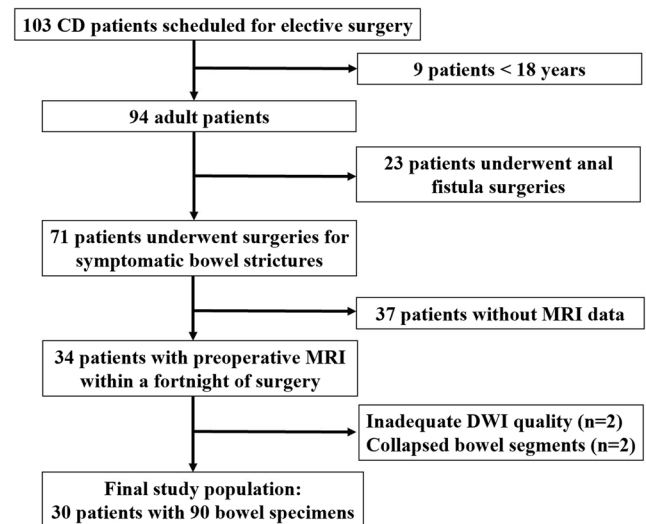 103 CD patients scheduled for elective surgery
9 patients < 18 years
94 adult patients
23 patients underwent anal
fistula surgeries
71 patients underwent surgeries for
symptomatic bowel strictures
37 patients without MRI data
34 patients with preoperative MRI
within a fortnight of surgery
Inadequate DWI quality (n=2)
Collapsed bowel segments (n=2)
Final study population:
30 patients with 90 bowel specimens